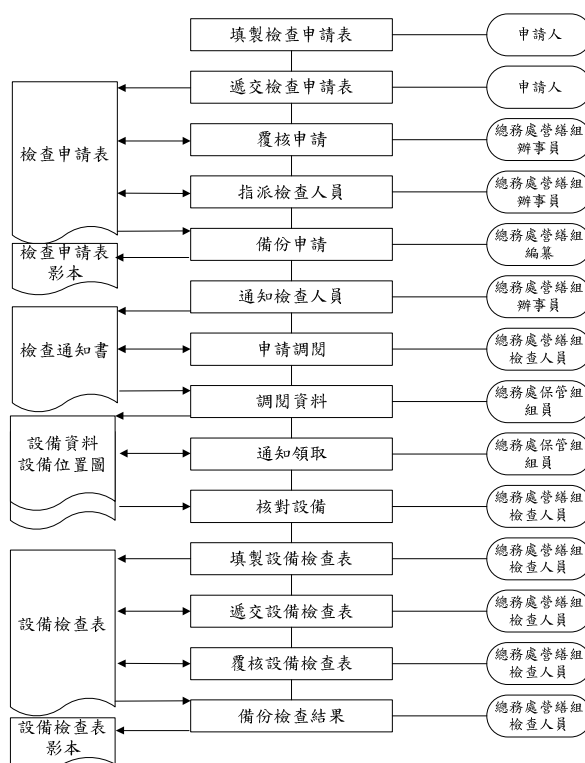 填製檢查申請表
申請人
遞交檢查申請表
申請人
檢查申請表
覆核申請
總務處營繕組
辦事員
指派檢查人員
總務處營繕組
辦事員
備份申請
總務處營繕組
編纂
檢查申請表
影本
通知檢查人員
總務處營繕組
辦事員
檢查通知書
申請調閱
總務處營繕組
檢查人員
調閱資料
總務處保管組
組員
設備資料
設備位置圖
通知領取
總務處保管組
組員
核對設備
總務處營繕組
檢查人員
填製設備檢查表
總務處營繕組
檢查人員
設備檢查表
遞交設備檢查表
總務處營繕組
檢查人員
覆核設備檢查表
總務處營繕組
檢查人員
備份檢查結果
總務處營繕組
檢查人員
設備檢查表
影本